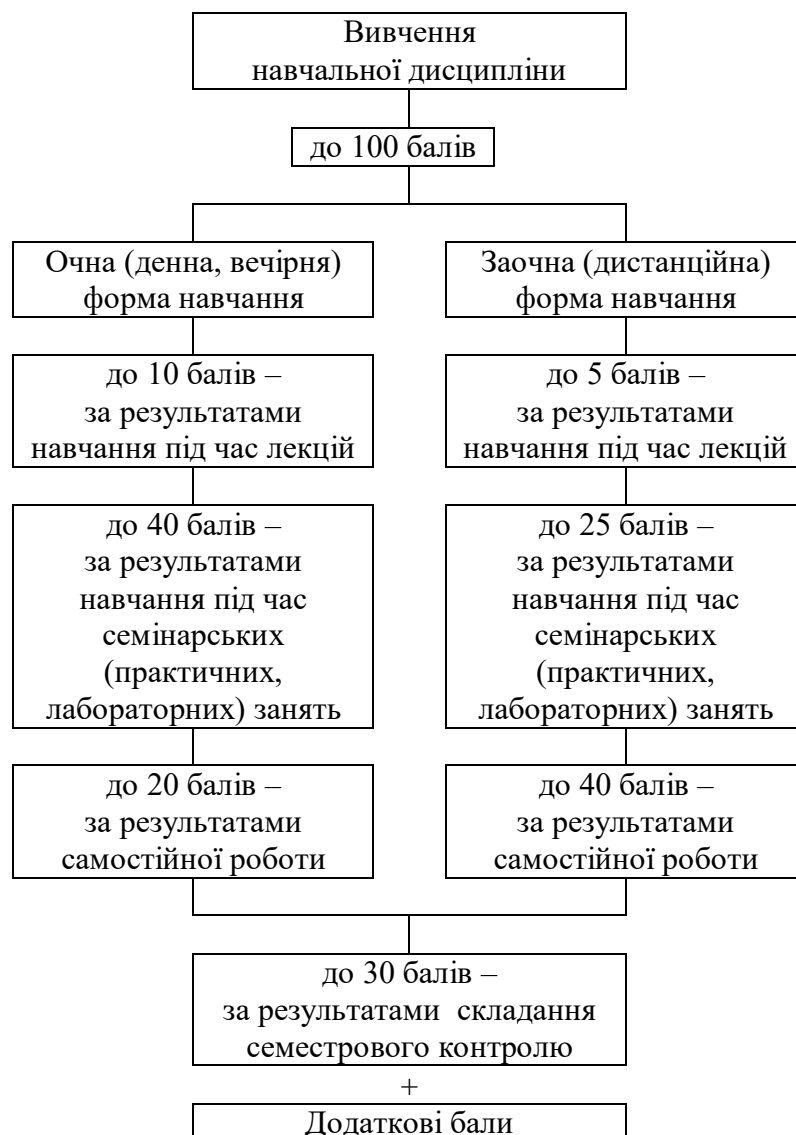 Вивчення
навчальної дисципліни
до 100 балів
Очна (денна, вечірня)
форма навчання
до 10 балів –
за результатами
навчання під час лекцій
до 40 балів –
за результатами
навчання під час
семінарських
(практичних,
лабораторних) занять
до 20 балів –
за результатами
самостійної роботи
Заочна (дистанційна)
форма навчання
до 5 балів –
за результатами
навчання під час лекцій
до 25 балів –
за результатами
навчання під час
семінарських
(практичних,
лабораторних) занять
до 40 балів –
за результатами
самостійної роботи
до 30 балів –
за результатами складання
семестрового контролю
+
Додаткові бали